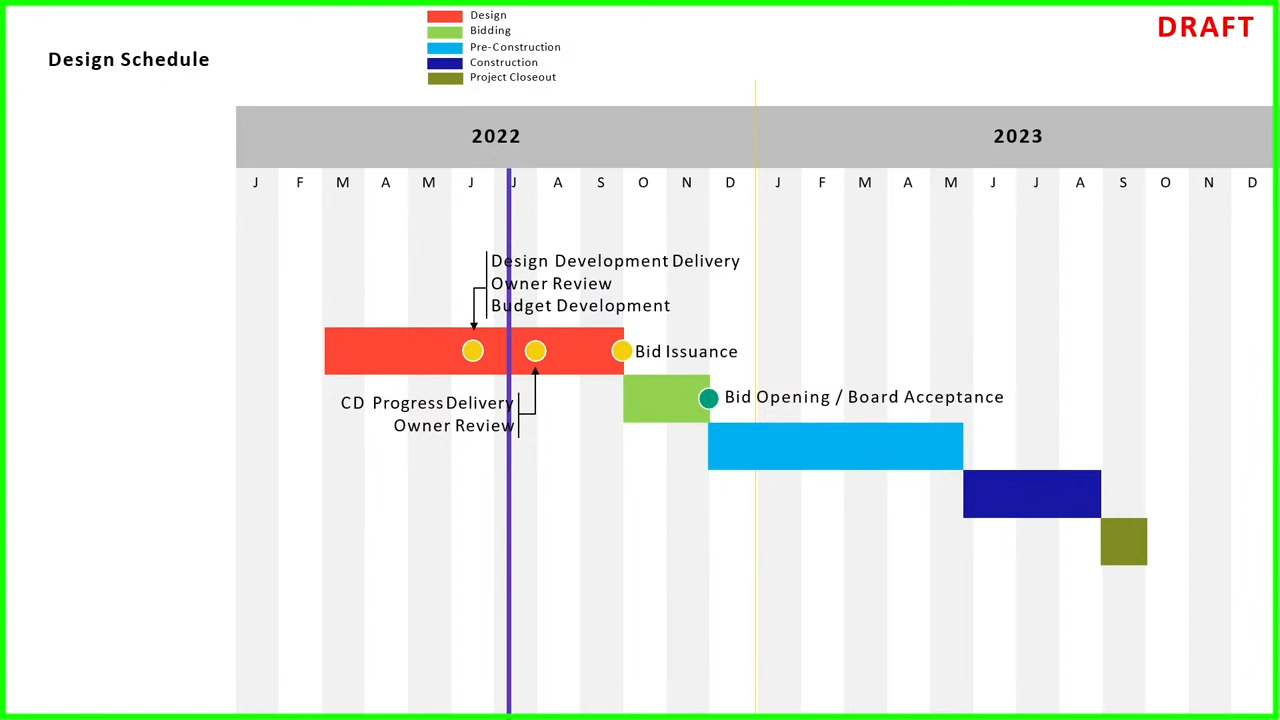 Design
Bidding
Pre-Construction
Construction
Project Closeout
DRAFT
Design Schedule
2022
2023
J F M A M J J A S O N D J F M A M J J A S O N D
Design Development Delivery
Owner Review
Budget Development
Bid Issuance
CD Progress Delivery
Owner Review
Bid Opening / Board Acceptance